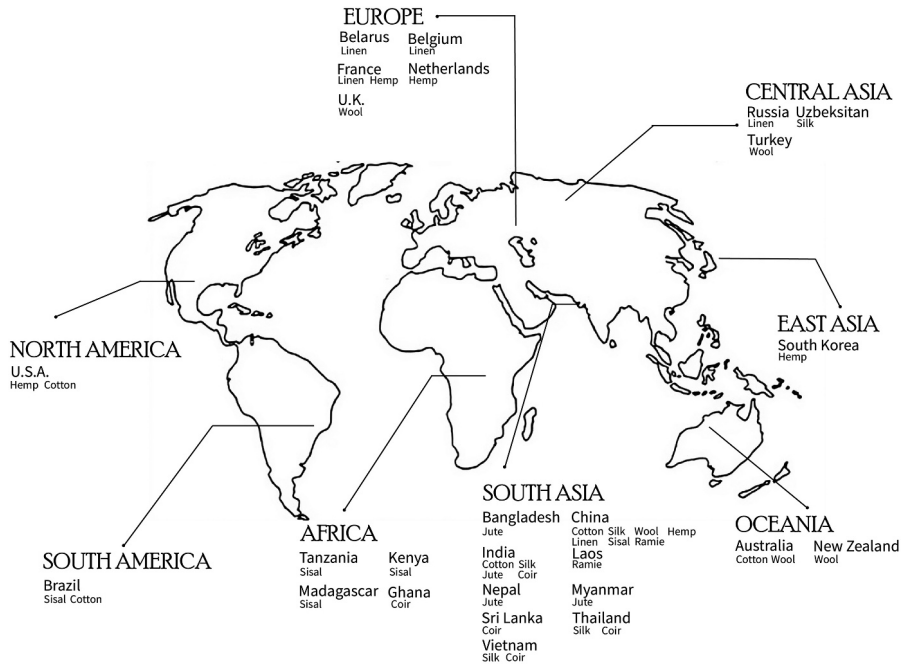 EUROPE
Belarus Belgium
Linen Linen
France Netherlands
Linen Hemp Hemp
U.K.
Wool
CENTRAL ASIA
Russia Uzbeksitan
Linen Silk
Turkey
Wool
NORTH AMERICA
U.S.A.
Hemp Cotton
EAST ASIA
South Korea
Hemp
SOUTH AMERICA
Brazil
Sisal Cotton
AFRICA
Tanzania Kenya
Sisal Sisal
Madagascar Ghana
Sisal Coir
SOUTH ASIA
Bangladesh China
Jute Cotton Silk Wool Hemp
Linen Sisal Ramie
India Laos
Cotton Silk Ramie
Jute Coir
Nepal Myanmar
Jute Jute
Sri Lanka Thailand
Coir Silk Coir
Vietnam
Silk Coir
OCEANIA
Australia New Zealand
Cotton Wool Wool